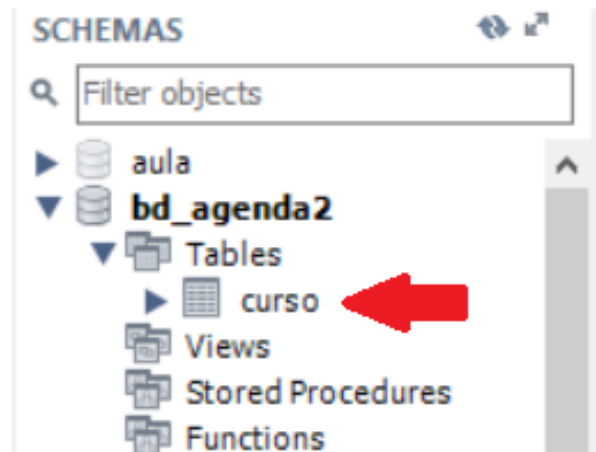 SCHEMAS
Filter objects
aula
bd_agenda2
Tables
curso
Views
Stored Procedures
Functions